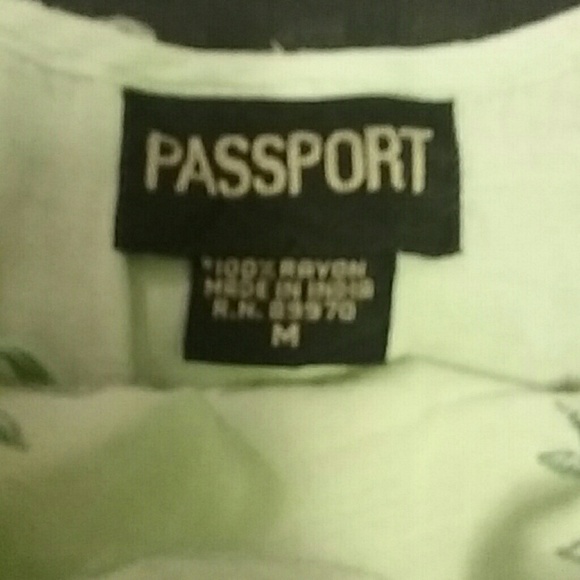 PASSPORT
100% RAYON
MADE IN INDIA
R.N.
M